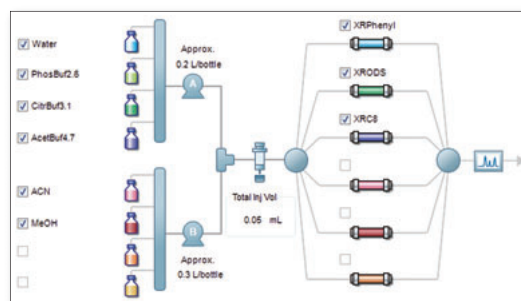 Water
PhosBuf2.6
CitrBuf3.1
AcetBuf4.7
Approx.
0.2 L/bottle
A
ACN
MeOH
B
Approx.
0.3 L/bottle
Total Inj Vol
0.05 mL
XRPhenyl
XRODS
XRC8